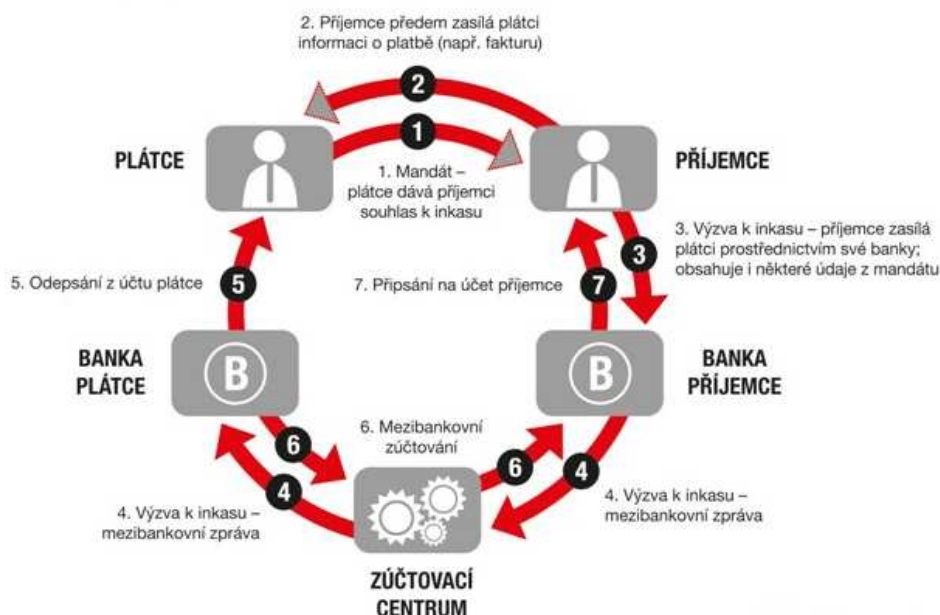 2. Příjemce předem zasílá plátci
informaci o platbě (např. fakturu)
2
1
PLÁTCE
PŘÍJEMCE
1. Mandát –
plátce dává příjemci
souhlas k inkasu
3. Výzva k inkasu – příjemce zasílá
plátci prostřednictvím své banky;
obsahuje i některé údaje z mandátu
3
5. Odepsání z účtu plátce
5
7. Připsání na účet příjemce
7
BANKA
PLÁTCE
B
B
BANKA
PŘÍJEMCE
6. Mezibankovní
zúčtování
6
6
4
4
4. Výzva k inkasu –
mezibankovní zpráva
4. Výzva k inkasu –
mezibankovní zpráva
ZÚČTOVACÍ
CENTRUM